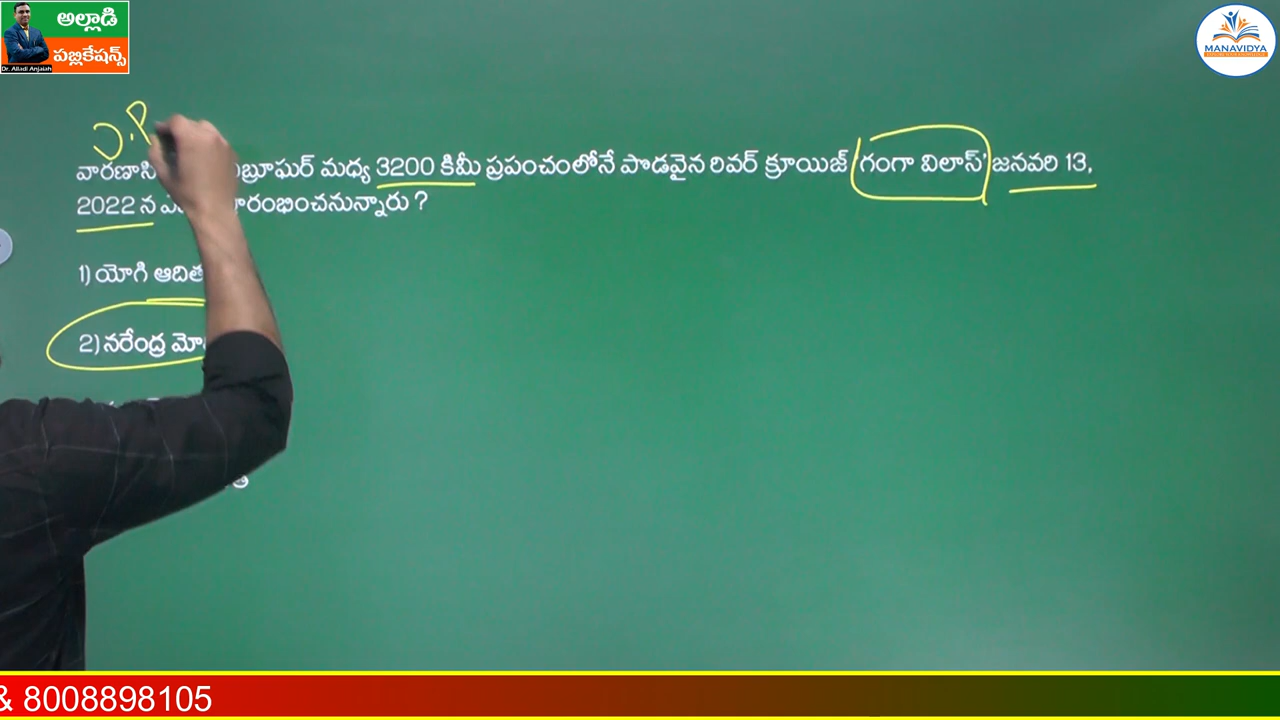 అల్లాడి
పబ్లికేషన్స్
Dr. Alladi Anjaiah
MANAVIDYA
U.P
వారణాసి బ్రూఘర్ మధ్య 3200 కిమీ ప్రపంచంలోనే పొడవైన రివర్ క్రూయిజ్ 'గంగా విలాస్' జనవరి 13,
2022 న రంభించనున్నారు ?
1) యోగి
2) నరేంద్ర
& 8008898105